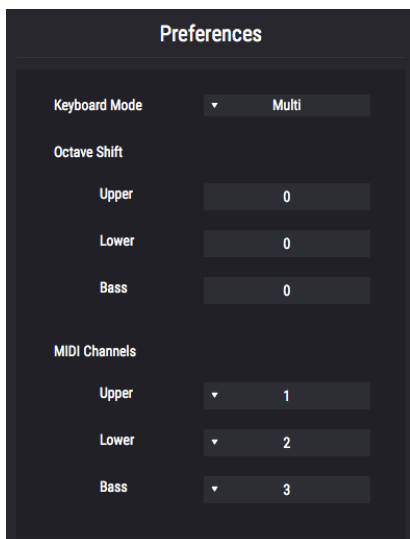 Preferences
Keyboard Mode Multi
Octave Shift
Upper 0
Lower 0
Bass 0
MIDI Channels
Upper 1
Lower 2
Bass 3